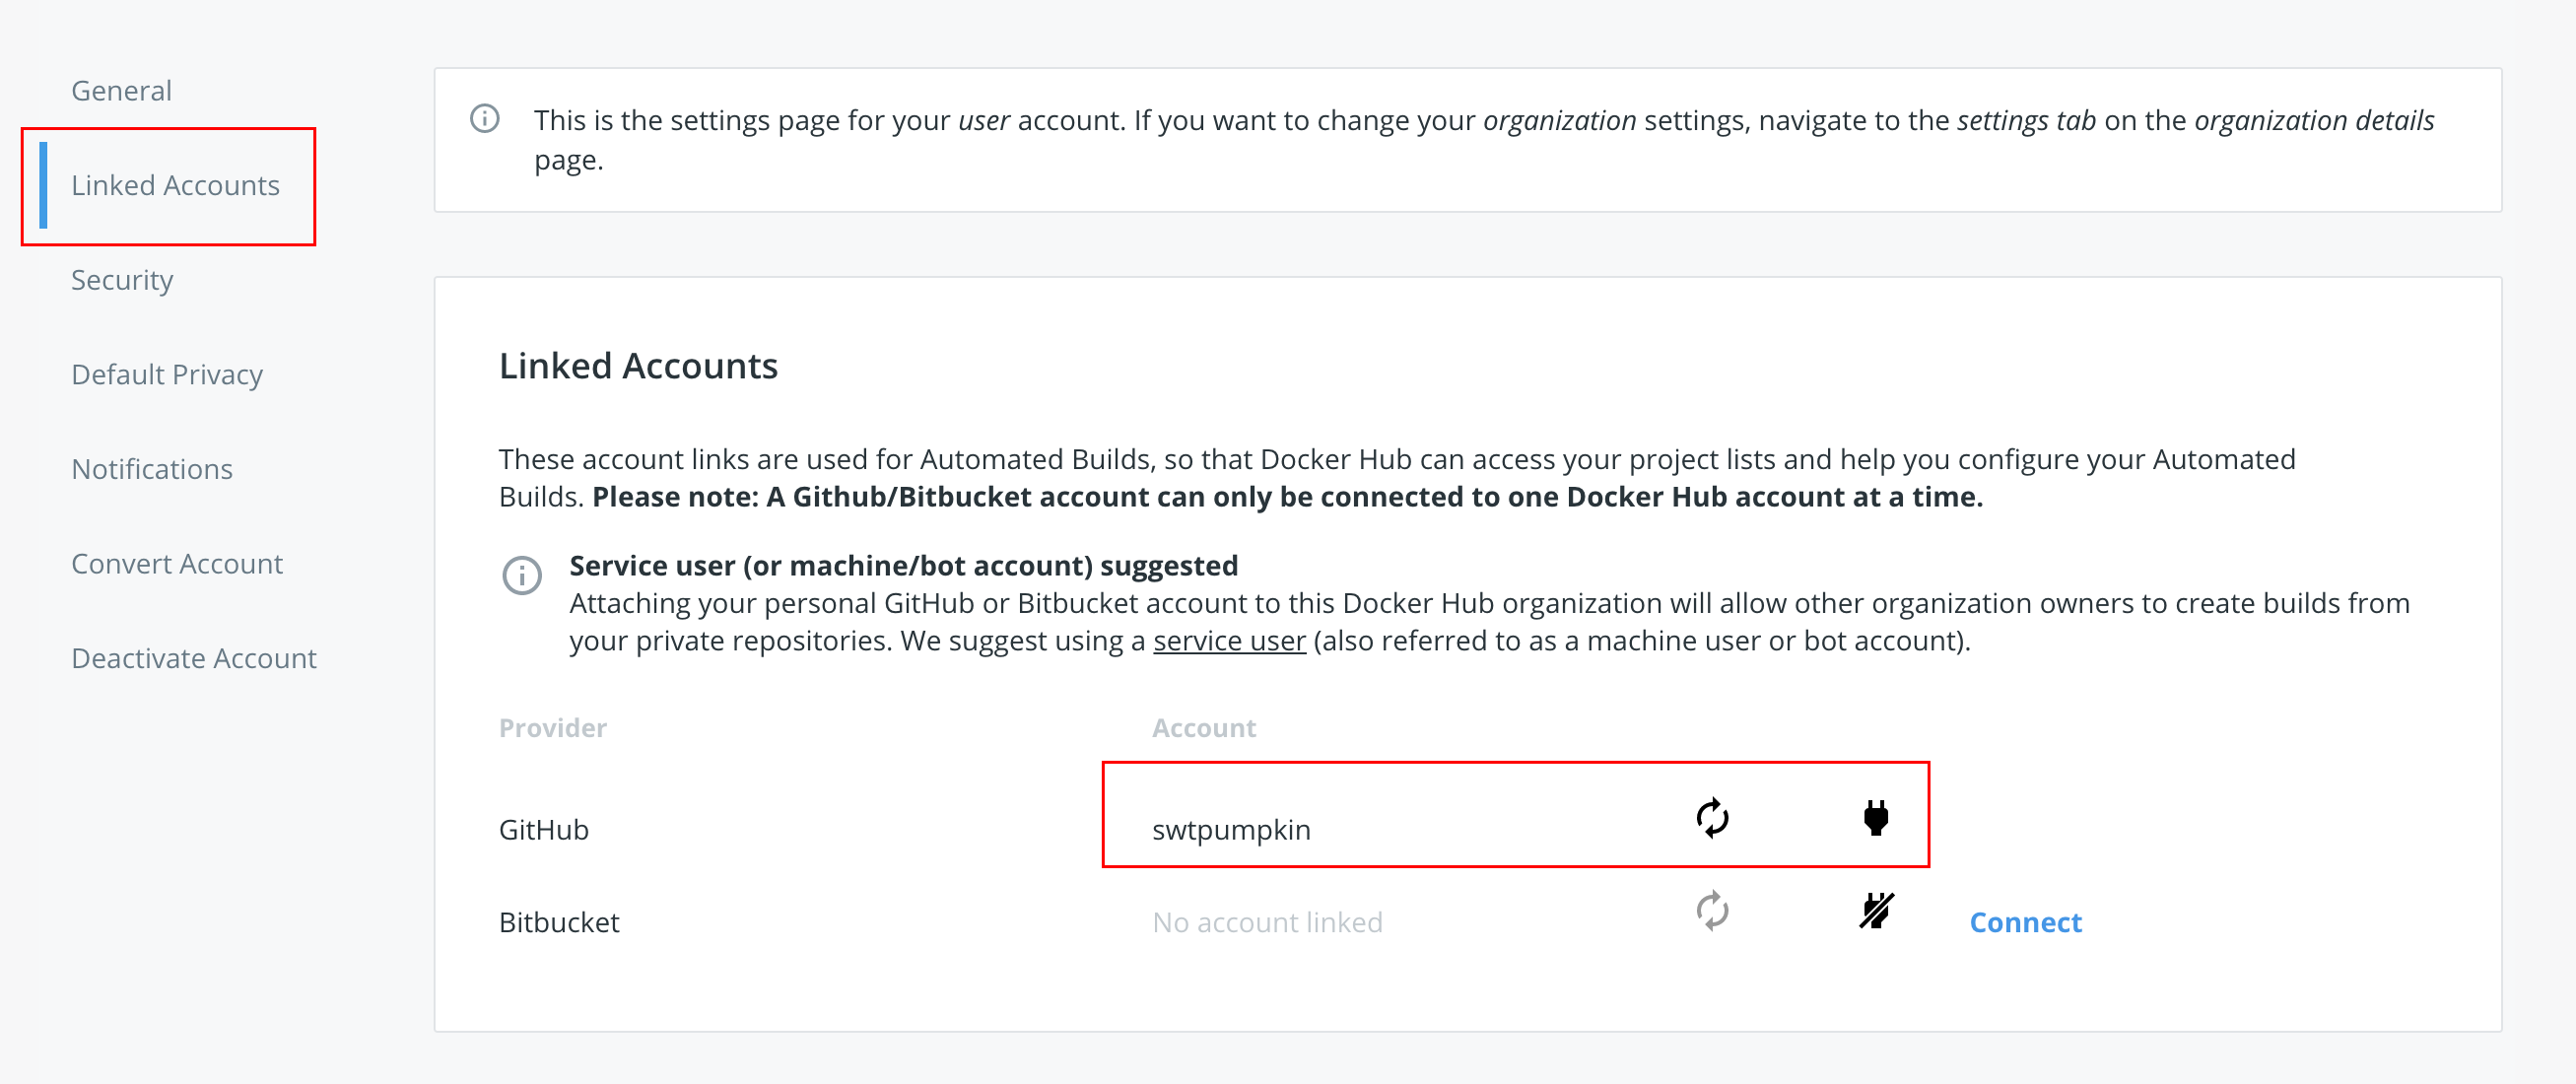 General
Linked Accounts
Security
Default Privacy
Notifications
Convert Account
Deactivate Account
This is the settings page for your user account. If you want to change your organization settings, navigate to the settings tab on the organization details
page.
Linked Accounts
These account links are used for Automated Builds, so that Docker Hub can access your project lists and help you configure your Automated
Builds. Please note: A Github/Bitbucket account can only be connected to one Docker Hub account at a time.
Service user (or machine/bot account) suggested
Attaching your personal GitHub or Bitbucket account to this Docker Hub organization will allow other organization owners to create builds from
your private repositories. We suggest using a service user (also referred to as a machine user or bot account).
Provider Account
GitHub swtpumpkin
Bitbucket No account linked Connect